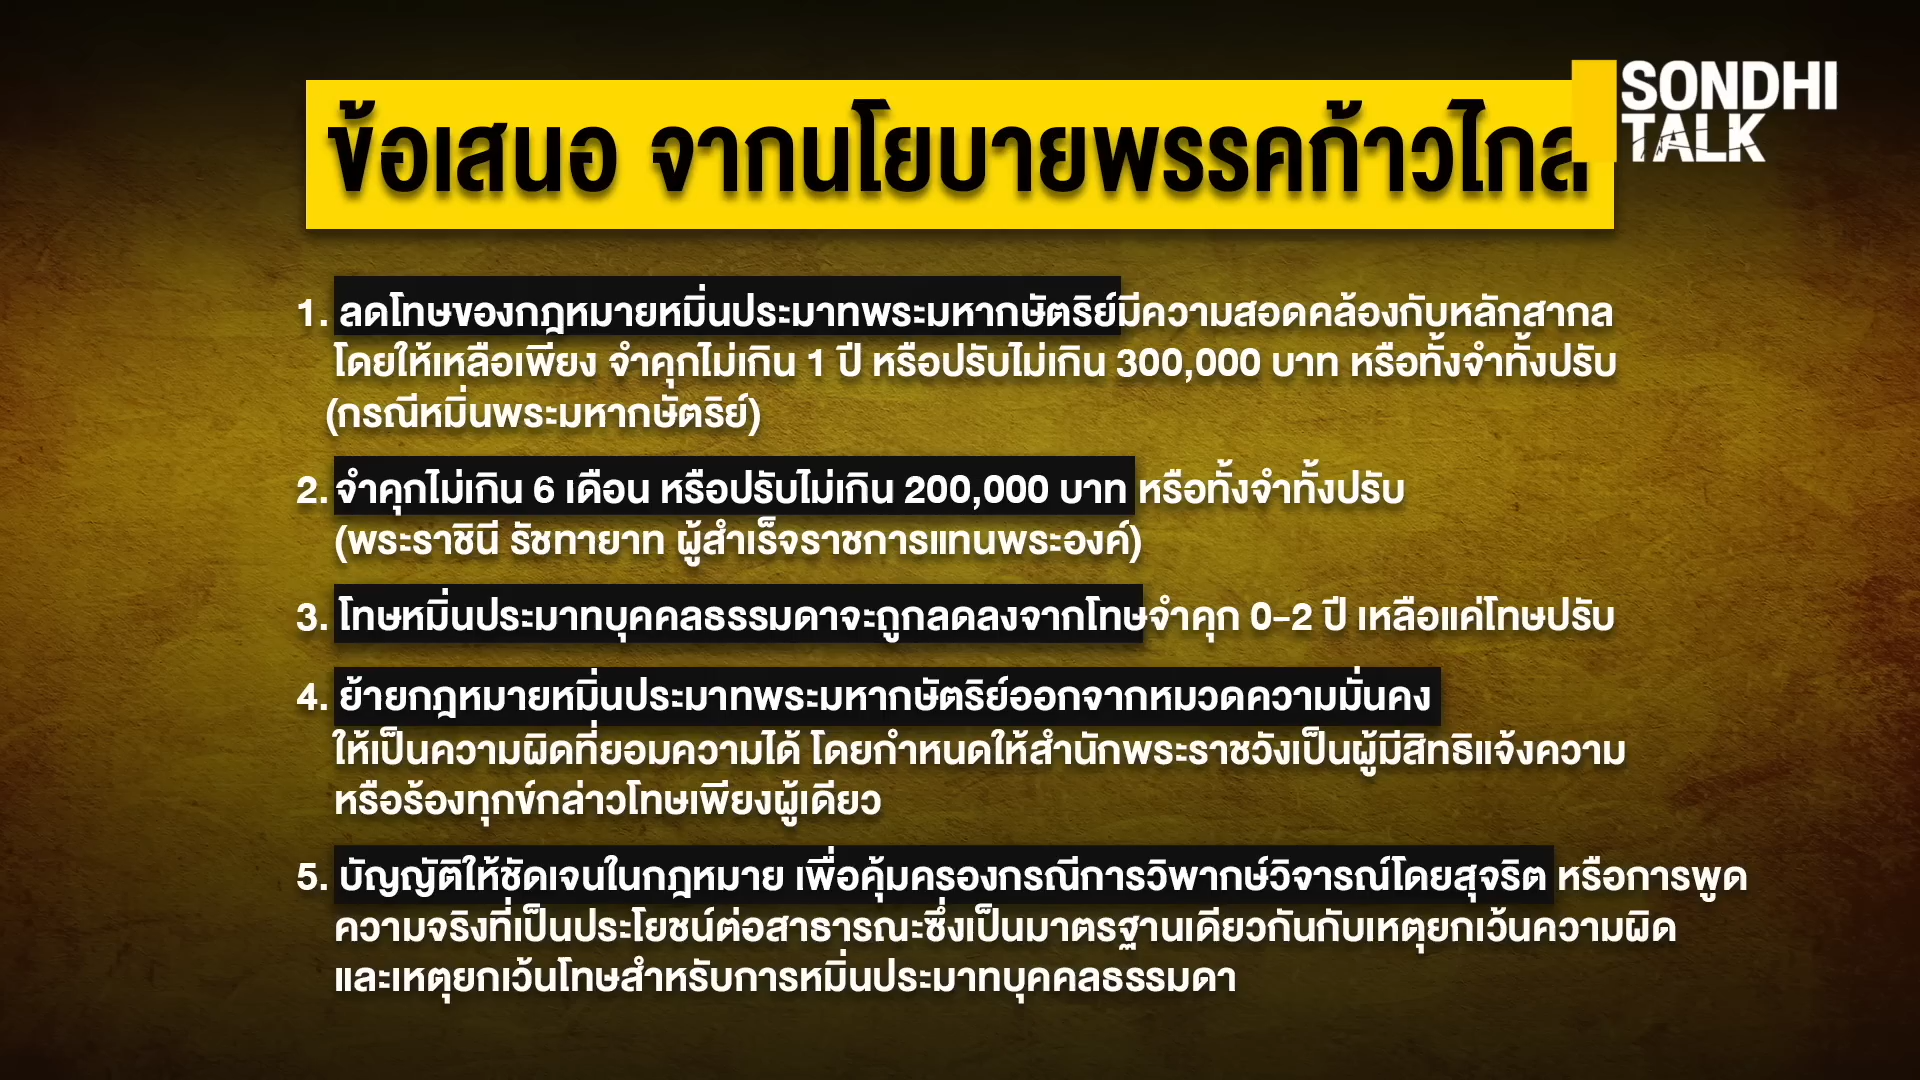 SONDHI
TALK
ข้อเสนอ จากนโยบายพรรคก้าวไกล
1. ลดโทษของกฎหมายหมิ่นประมาทพระมหากษัตริย์มีความสอดคล้องกับหลักสากล
โดยให้เหลือเพียง จำคุกไม่เกิน 1 ปี หรือปรับไม่เกิน 300,000 บาท หรือทั้งจำทั้งปรับ
(กรณีหมิ่นพระมหากษัตริย์)
2. จำคุกไม่เกิน 6 เดือน หรือปรับไม่เกิน 200,000 บาท หรือทั้งจำทั้งปรับ
(พระราชินี รัชทายาท ผู้สำเร็จราชการแทนพระองค์)
3. โทษหมิ่นประมาทบุคคลธรรมดาจะถูกลดลงจากโทษจำคุก 0-2 ปี เหลือแค่โทษปรับ
4. ย้ายกฎหมายหมิ่นประมาทพระมหากษัตริย์ออกจากหมวดความมั่นคง
ให้เป็นความผิดที่ยอมความได้ โดยกำหนดให้สำนักพระราชวังเป็นผู้มีสิทธิแจ้งความ
หรือร้องทุกข์กล่าวโทษเพียงผู้เดียว
5. บัญญัติให้ชัดเจนในกฎหมาย เพื่อคุ้มครองกรณีการวิพากษ์วิจารณ์โดยสุจริต หรือการพูด
ความจริงที่เป็นประโยชน์ต่อสาธารณะซึ่งเป็นมาตรฐานเดียวกันกับเหตุยกเว้นความผิด
และเหตุยกเว้นโทษสำหรับการหมิ่นประมาทบุคคลธรรมดา